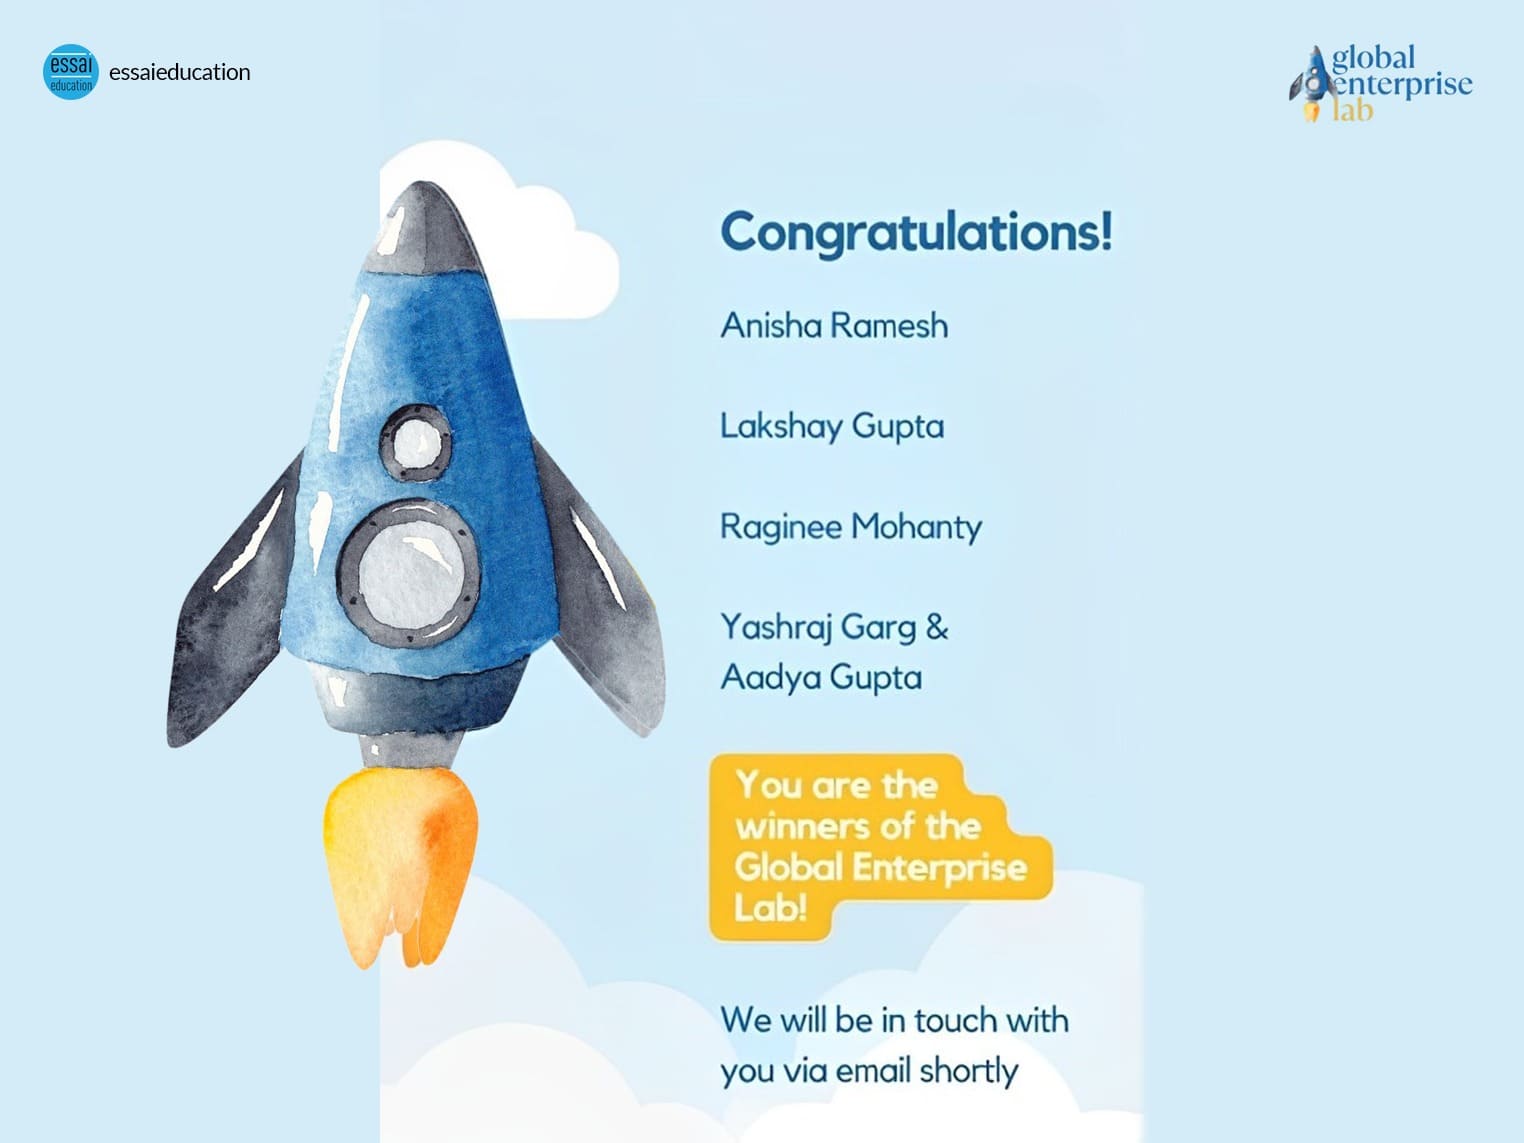 essai
education
essaieducation
global
enterprise
lab
Congratulations!
Anisha Ramesh
Lakshay Gupta
Raginee Mohanty
Yashraj Garg &
Aadya Gupta
You are the
winners of the
Global Enterprise
Lab!
We will be in touch with
you via email shortly